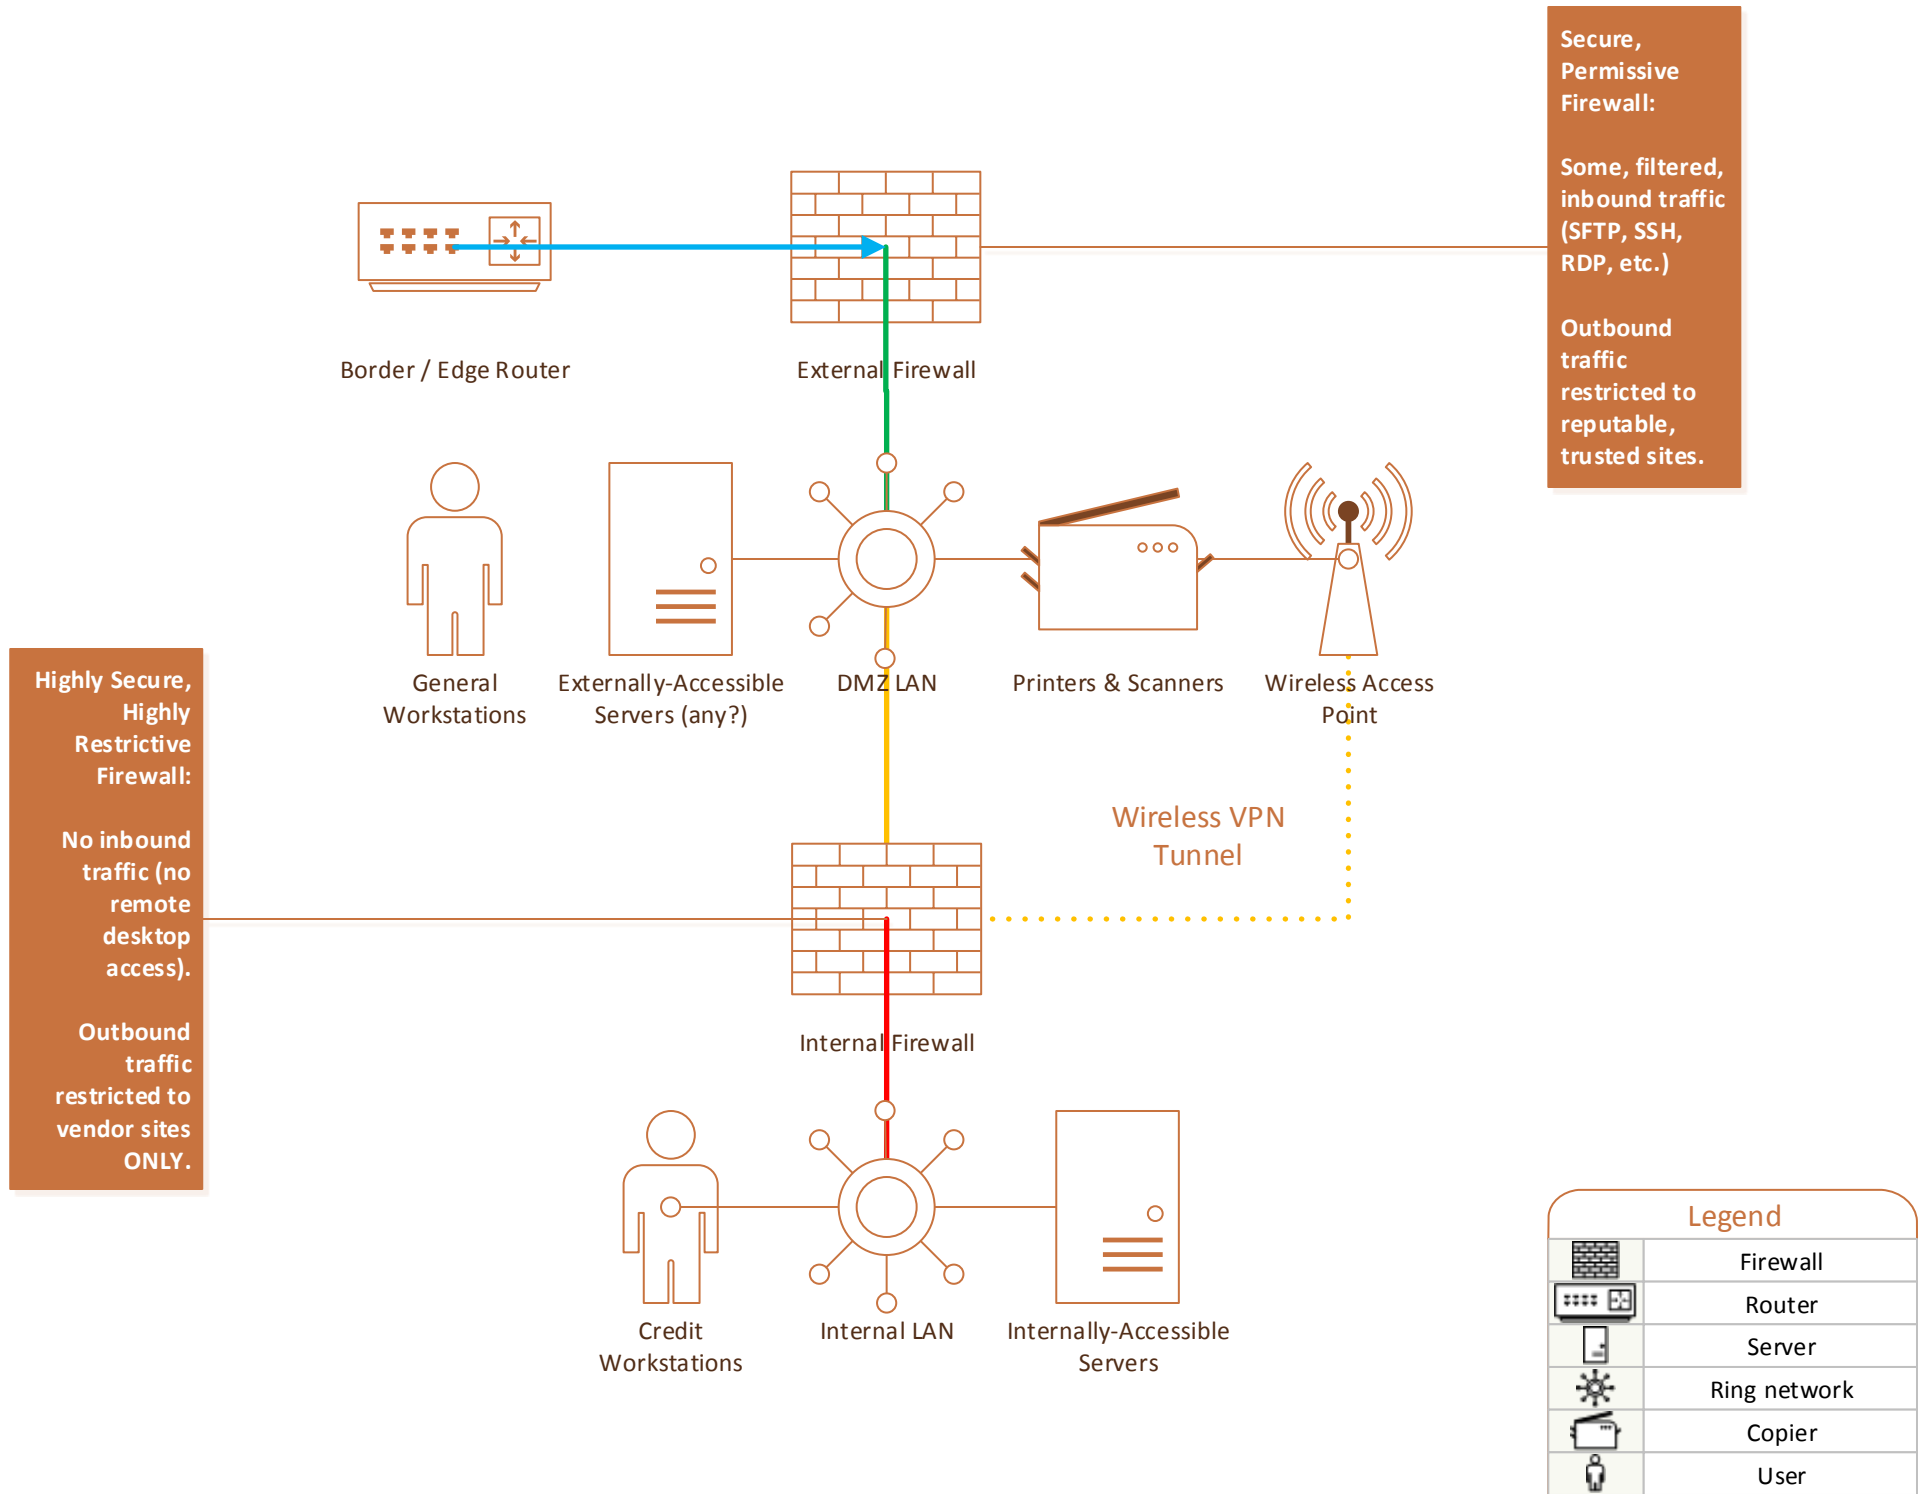 Secure,
Permissive
Firewall:
Some, filtered,
inbound traffic
(SFTP, SSH,
RDP, etc.)
Outbound
traffic
restricted to
reputable,
trusted sites.
Border / Edge Router
External Firewall
General
Workstations
Externally-Accessible
Servers (any?)
DMZ LAN
Printers & Scanners
Wireless Access
Point
Highly Secure,
Highly
Restrictive
Firewall:
No inbound
traffic (no
remote
desktop
access).
Outbound
traffic
restricted to
vendor sites
ONLY.
Wireless VPN
Tunnel
Internal Firewall
Credit
Workstations
Internal LAN
Internally-Accessible
Servers
Legend
Firewall
Router
Server
Ring network
Copier
User